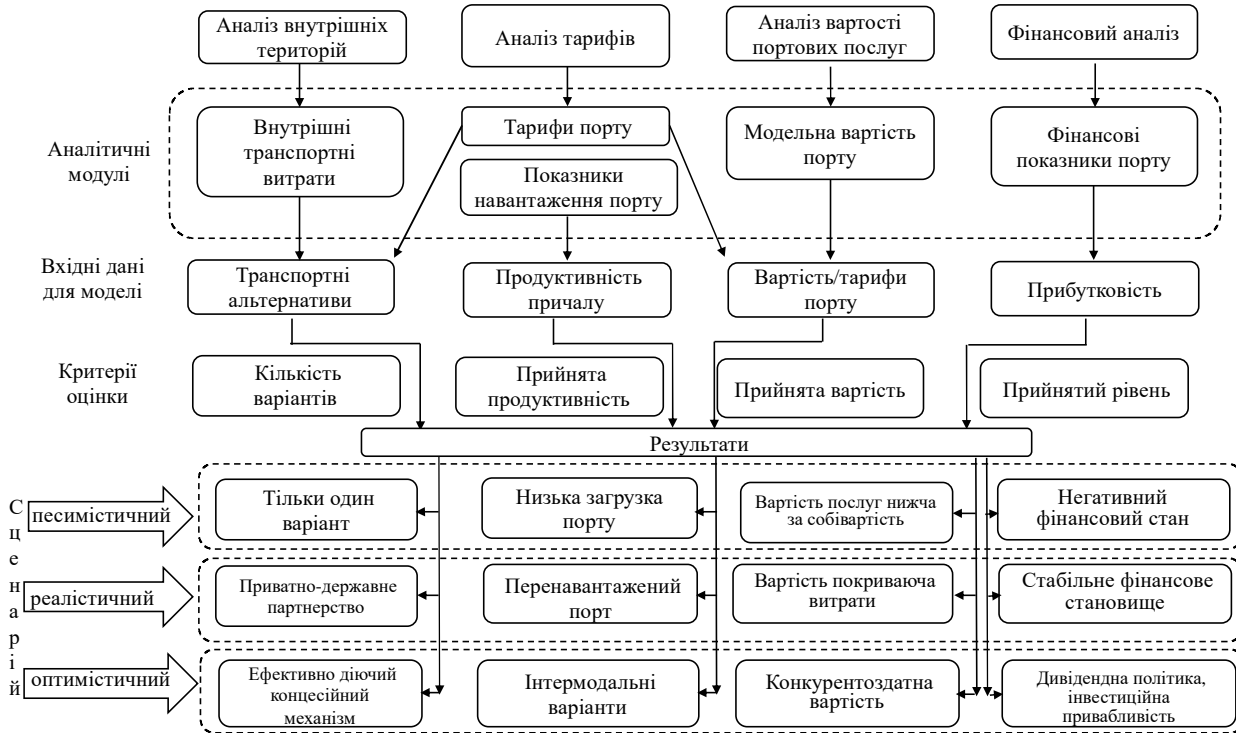 Аналіз внутрішніх
територій
Аналіз тарифів
Аналіз вартості
портових послуг
Фінансовий аналіз
Аналітичні
модулі
Внутрішні
транспортні
витрати
Тарифи порту
Показники
навантаження порту
Модельна вартість
порту
Фінансові
показники порту
Вхідні дані
для моделі
Транспортні
альтернативи
Продуктивність
причалу
Вартість/тарифи
порту
Прибутковість
Критерії
оцінки
Кількість
варіантів
Прийнята
продуктивність
Прийнята вартість
Прийнятий рівень
Результати
Сценарій
песимістичний
Тільки один
варіант
Низька загрузка
порту
Вартість послуг нижча
за собівартість
Негативний
фінансовий стан
реалістичний
Приватно-державне
партнерство
Перенавантажений
порт
Вартість покриваюча
витрати
Стабільне фінансове
становище
оптимістичний
Ефективно діючий
концесійний
механізм
Інтермодальні
варіанти
Конкурентоздатна
вартість
Дивідендна політика,
інвестиційна
привабливість